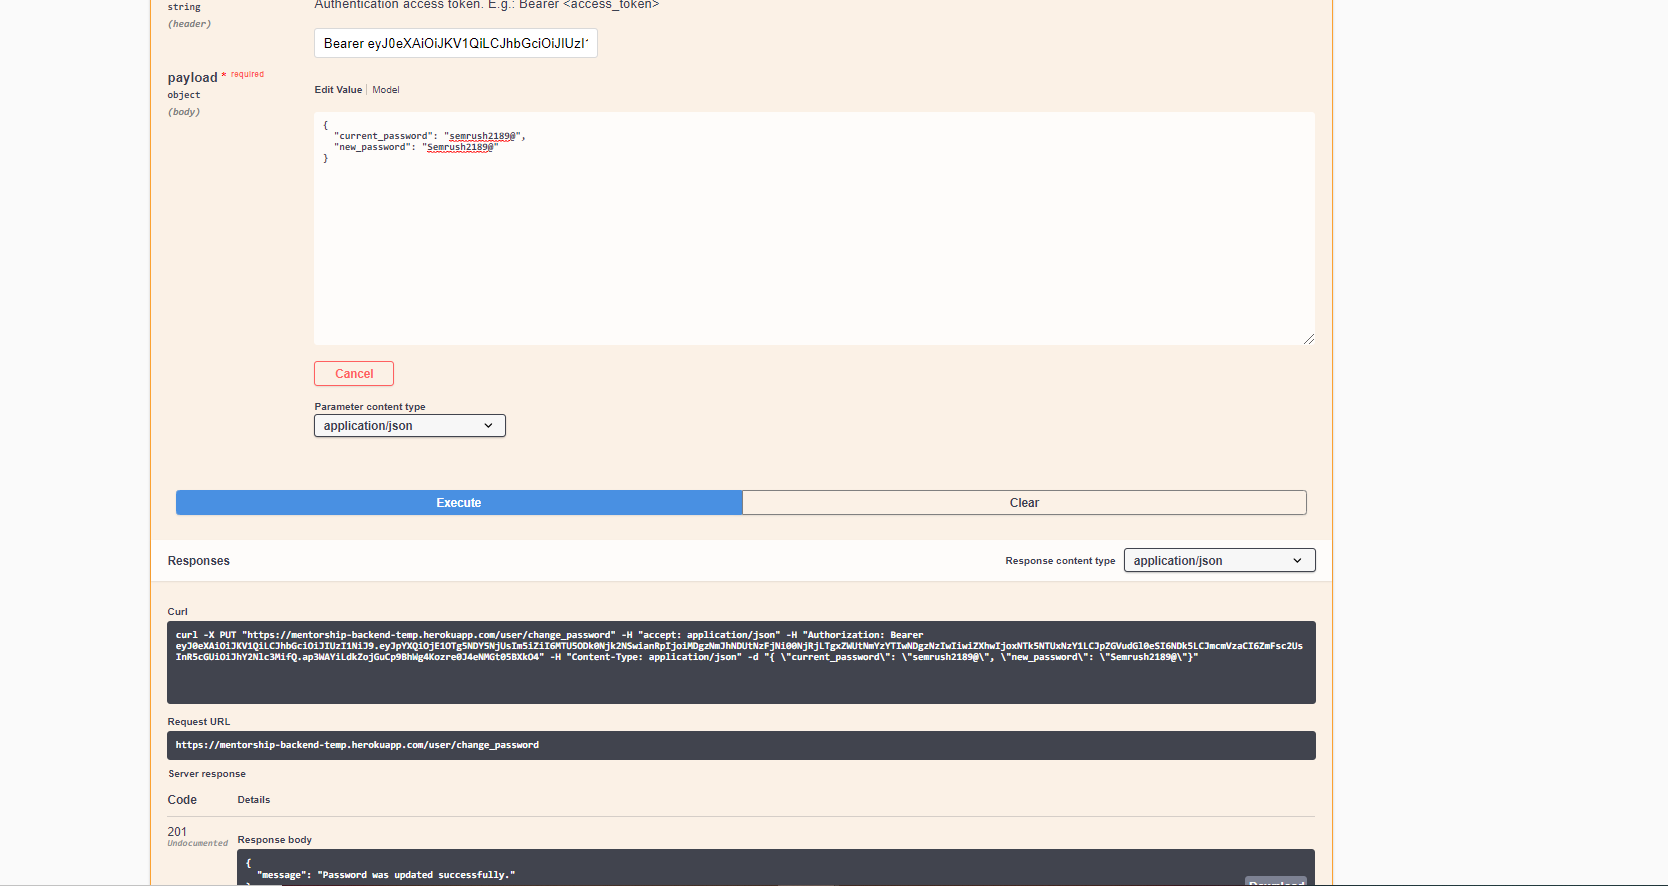 string
Authentication access token. E.g.: Bearer <access_token>
(header)
Bearer eyJ0eXAiOiJKV1QiLCJhbGciOiJIUzI1
payload * required
object
(body)
Edit Value | Model
{
"current_password": "semrush2189@",
"new_password": "Semrush2189@"
}
Cancel
Parameter content type
application/json
Execute
Clear
Responses
Response content type
application/json
Curl
curl -X PUT "https://mentorship-backend-temp.herokuapp.com/user/change_password" -H "accept: application/json" -H "Authorization: Bearer
eyJ0eXAiOiJKV1QiLCJhbGciOiJIUzI1NiJ9.eyJpYXQiOjE1OTg5NDY5NjUsIm5iZiI6MTU5ODk0Njk2NSwianRpIjoiMDgzNmJhNDUtNzFjNi00NjRjLTgxZWUtNmYzYTIwNDgzNzIwIiwiZXhwIjoxNTk5NTUxNzY1LCJpZGVudGl0eSI6NDk5LCJmcmVzaCI6ZmFsc2Us
InR5cGUiOiJhY2Nlc3MifQ.ap3WAYiLdkZojGuCp9BhWg4Kozre0J4eNMGt05BXkO4" -H "Content-Type: application/json" -d "{ \"current_password\": \"semrush2189@\", \"new_password\": \"Semrush2189@\"}"
Request URL
https://mentorship-backend-temp.herokuapp.com/user/change_password
Server response
Code
Details
201
Undocumented
Response body
{
"message": "Password was updated successfully."
Download